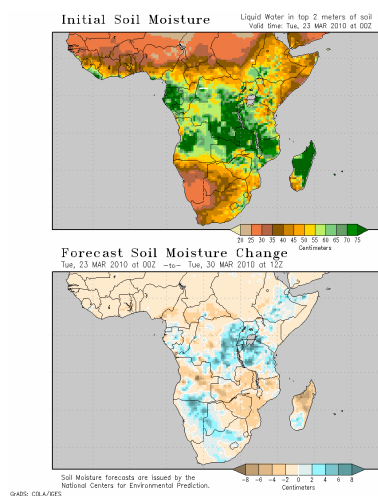 Initial Soil Moisture
Liquid Water in top 2 meters of soil
Valid time: Tue, 23 MAR 2010 at 00Z
20 25 30 35 40 45 50 55 60 65 70 75
Centimeters
Forecast Soil Moisture Change
Tue, 23 MAR 2010 at 00Z -to- Tue, 30 MAR 2010 at 12Z
Soil Moisture forecasts are issued by the
National Centers for Environmental Prediction.
-8 -6 -4 -2 0 2 4 6 8
Centimeters
GrADS: COLA/IGES